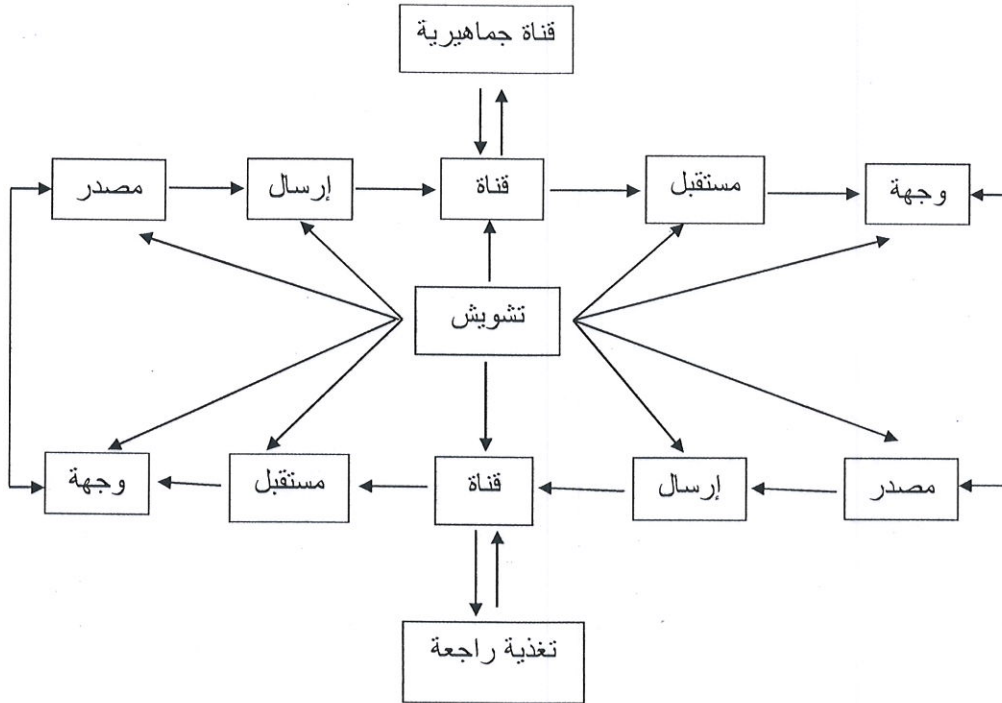 قناة جماهيرية
مصدر
إرسال
قناة
مستقبل
وجهة
تشويش
وجهة
مستقبل
قناة
إرسال
مصدر
تغذية راجعة